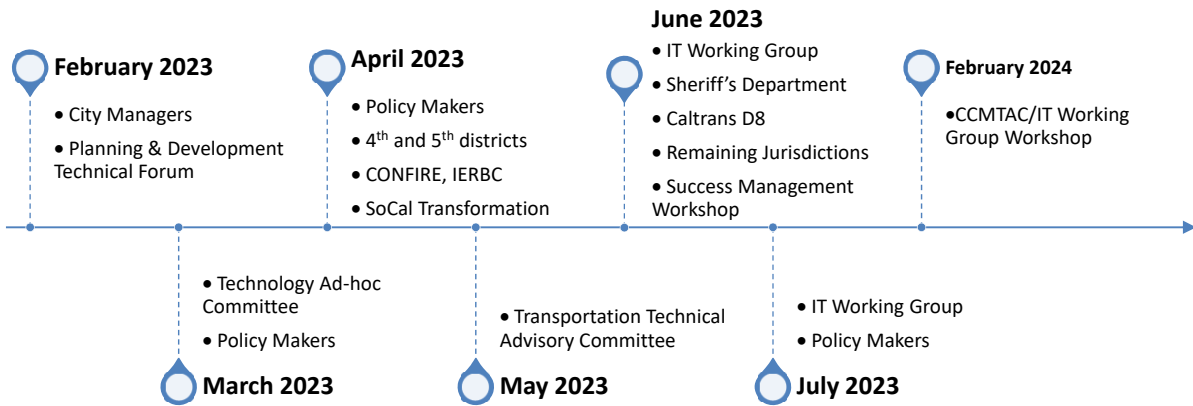 February 2023
• City Managers
• Planning & Development
Technical Forum
March 2023
• Technology Ad-hoc
Committee
• Policy Makers
April 2023
• Policy Makers
• 4th and 5th districts
• CONFIRE, IERBC
• SoCal Transformation
May 2023
• Transportation Technical
Advisory Committee
June 2023
• IT Working Group
• Sheriff’s Department
• Caltrans D8
• Remaining Jurisdictions
• Success Management
Workshop
July 2023
• IT Working Group
• Policy Makers
February 2024
•CCMTAC/IT Working
Group Workshop